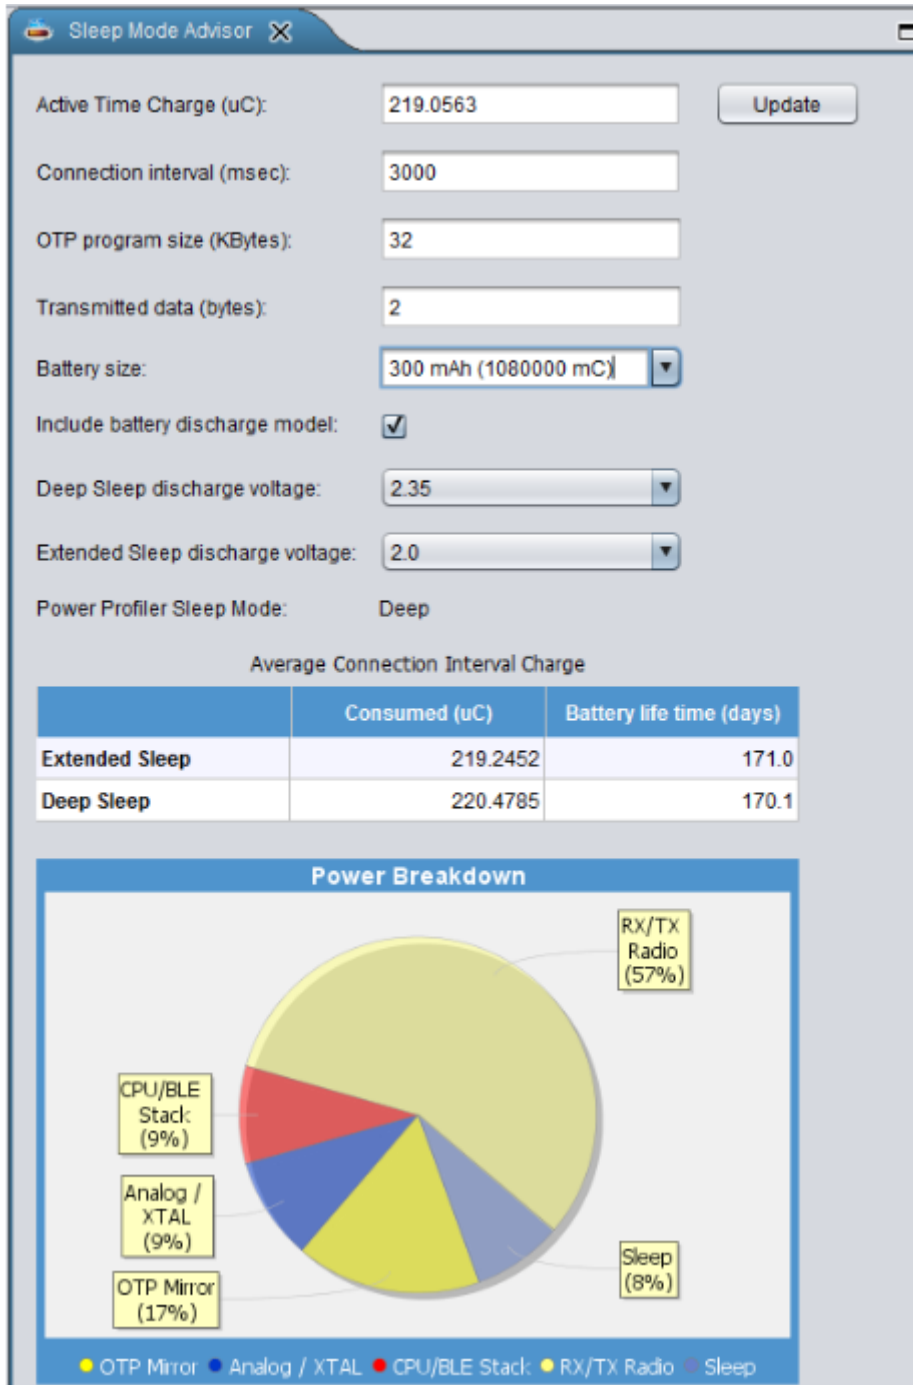 Sleep Mode Advisor
Active Time Charge (uC): 219.0563 Update
Connection interval (msec): 3000
OTP program size (KBytes): 32
Transmitted data (bytes): 2
Battery size: 300 mAh (1080000 mC)
Include battery discharge model:
Deep Sleep discharge voltage: 2.35
Extended Sleep discharge voltage: 2.0
Power Profiler Sleep Mode: Deep
Average Connection Interval Charge
Consumed (uC) Battery life time (days)
Extended Sleep 219.2452 171.0
Deep Sleep 220.4785 170.1
Power Breakdown
RX/TX
Radio
(57%)
CPU/BLE
Stack
(9%)
Analog /
XTAL
(9%)
Sleep
(8%)
OTP Mirror
(17%)
OTP Mirror Analog / XTAL CPU/BLE Stack RX/TX Radio Sleep